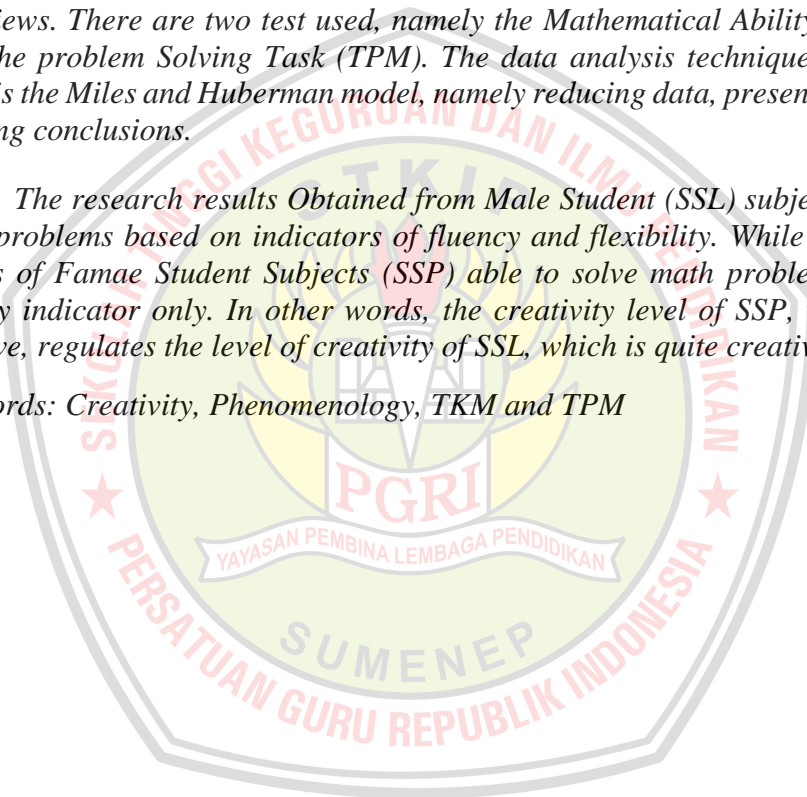 iews. There are two test used, namely the Mathematical Ability
he problem Solving Task (TPM). The data analysis technique
is the Miles and Huberman model, namely reducing data, presen
ng conclusions.
The research results Obtained from Male Student (SSL) subje
problems based on indicators of fluency and flexibility. While
s of Famae Student Subjects (SSP) able to solve math proble
y indicator only. In other words, the creativity level of SSP,
ve, regulates the level of creativity of SSL, which is quite creativ
ords: Creativity, Phenomenology, TKM and TPM
SEKOLAH TINGGI KEGURUAN DAN ILMU PENDIDIKAN
STKIP
PGRI
YAYASAN PEMBINA LEMBAGA PENDIDIKAN
SUMENEP
PERSATUAN GURU REPUBLIK INDONESIA